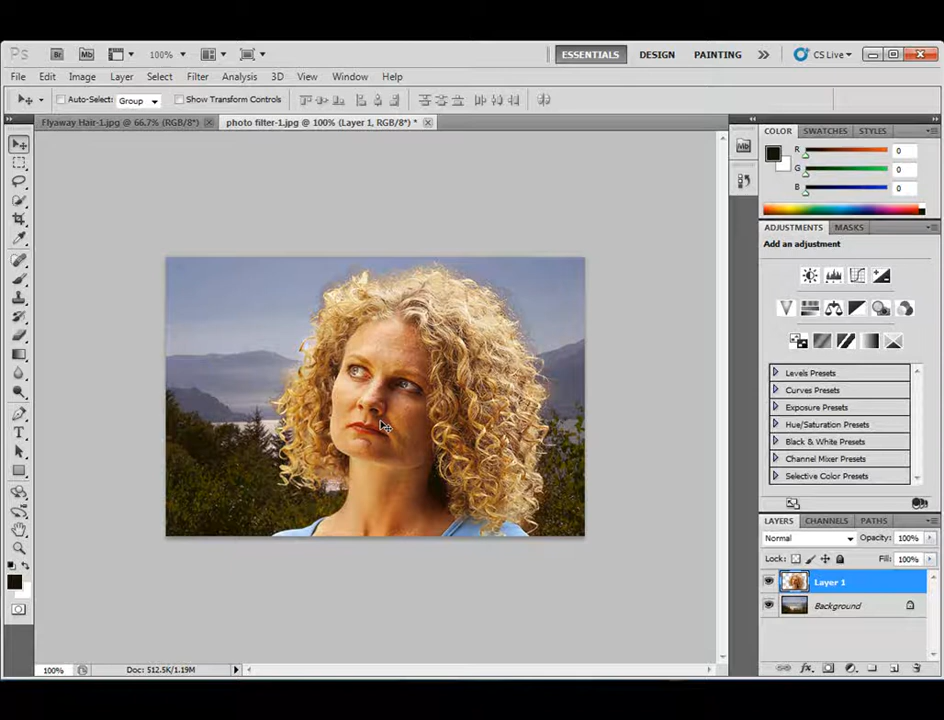 Ps Br Mb 100% ESSENTIALS DESIGN PAINTING CS Live
File Edit Image Layer Select Filter Analysis 3D View Window Help
Auto-Select: Group Show Transform Controls
Flyaway Hair-1.jpg @ 66.7% (RGB/8*) photo filter-1.jpg @ 100% (Layer 1, RGB/8*) *
COLOR SWATCHES STYLES
Mb
R 0
G 0
B 0
ADJUSTMENTS MASKS
Add an adjustment
Levels Presets
Curves Presets
Exposure Presets
Hue/Saturation Presets
Black & White Presets
Channel Mixer Presets
Selective Color Presets
LAYERS CHANNELS PATHS
Normal Opacity: 100%
Lock: Fill: 100%
Layer 1
Background
fx
100% Doc: 512.5K/1.19M